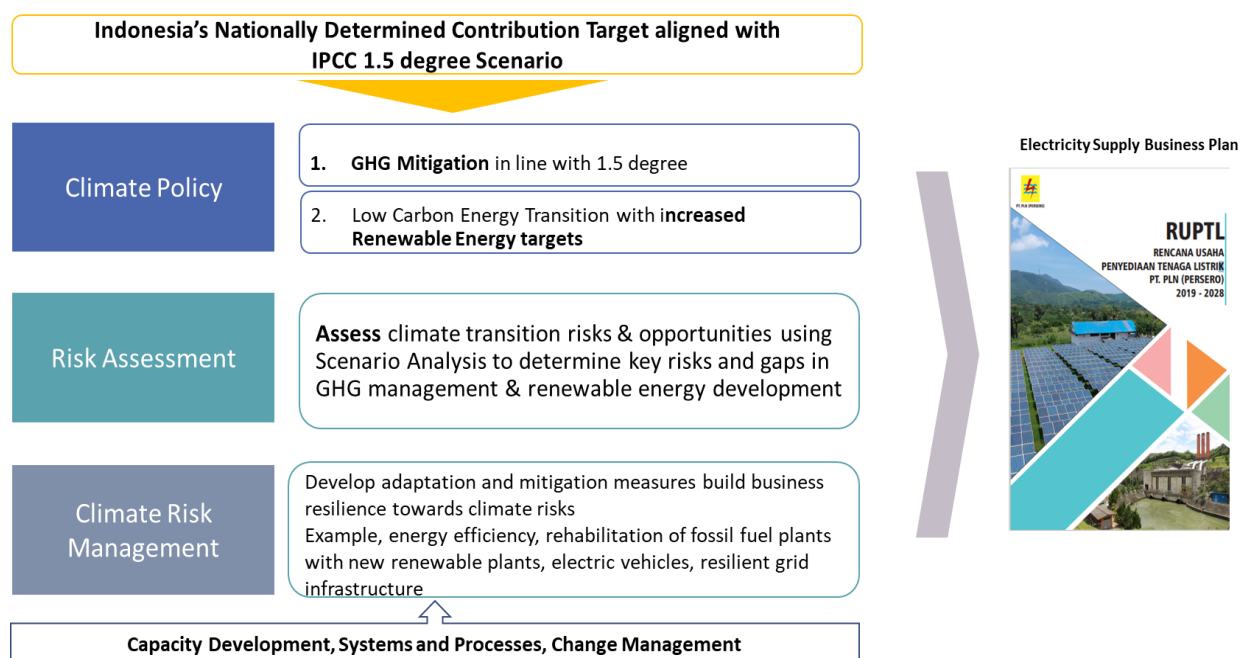 Indonesia's Nationally Determined Contribution Target aligned with
IPCC 1.5 degree Scenario
Climate Policy
1. GHG Mitigation in line with 1.5 degree
2. Low Carbon Energy Transition with increased
Renewable Energy targets
Risk Assessment
Assess climate transition risks & opportunities using
Scenario Analysis to determine key risks and gaps in
GHG management & renewable energy development
Climate Risk
Management
Develop adaptation and mitigation measures build business
resilience towards climate risks
Example, energy efficiency, rehabilitation of fossil fuel plants
with new renewable plants, electric vehicles, resilient grid
infrastructure
Capacity Development, Systems and Processes, Change Management
Electricity Supply Business Plan
PT. PLN (PERSERO)
RUPTL
RENCANA USAHA
PENYEDIAAN TENAGA LISTRIK
PT. PLN (PERSERO)
2019 - 2028